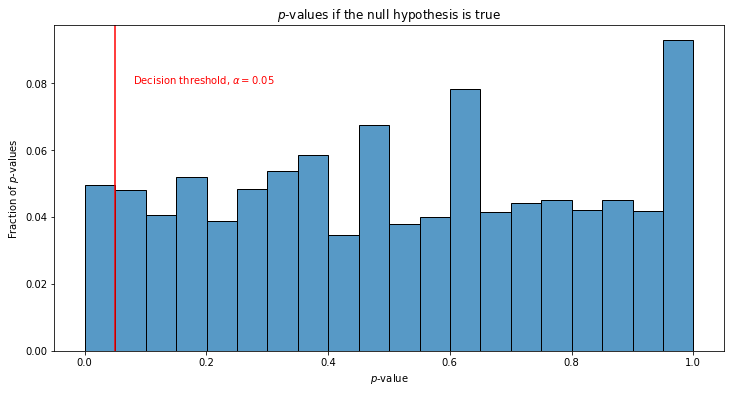 p-values if the null hypothesis is true
Decision threshold, α = 0.05
Fraction of p-values
0.08
0.06
0.04
0.02
0.00
0.0 0.2 0.4 0.6 0.8 1.0
p-value